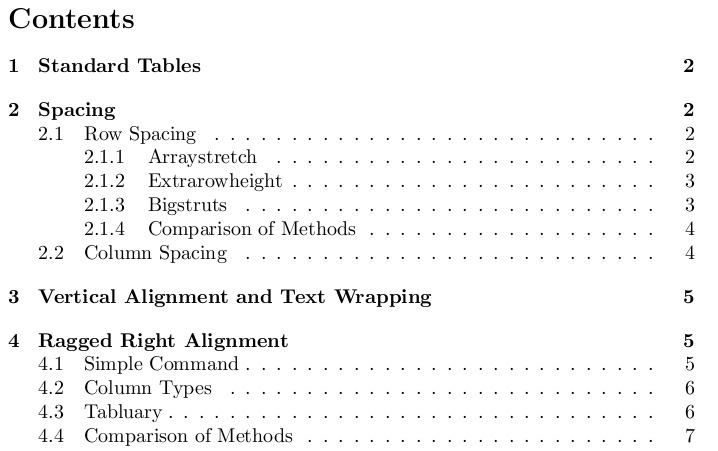 Contents
1 Standard Tables 2
2 Spacing 2
2.1 Row Spacing . . . . . . . . . . . . . . . . . . . . . . . . . . . . . 2
2.1.1 Arraystretch . . . . . . . . . . . . . . . . . . . . . . . . . 2
2.1.2 Extrarowheight . . . . . . . . . . . . . . . . . . . . . . . . 3
2.1.3 Bigstruts . . . . . . . . . . . . . . . . . . . . . . . . . . . 3
2.1.4 Comparison of Methods . . . . . . . . . . . . . . . . . . . 4
2.2 Column Spacing . . . . . . . . . . . . . . . . . . . . . . . . . . . 4
3 Vertical Alignment and Text Wrapping 5
4 Ragged Right Alignment 5
4.1 Simple Command . . . . . . . . . . . . . . . . . . . . . . . . . . . 5
4.2 Column Types . . . . . . . . . . . . . . . . . . . . . . . . . . . . 6
4.3 Tabluary . . . . . . . . . . . . . . . . . . . . . . . . . . . . . . . . 6
4.4 Comparison of Methods . . . . . . . . . . . . . . . . . . . . . . . 7